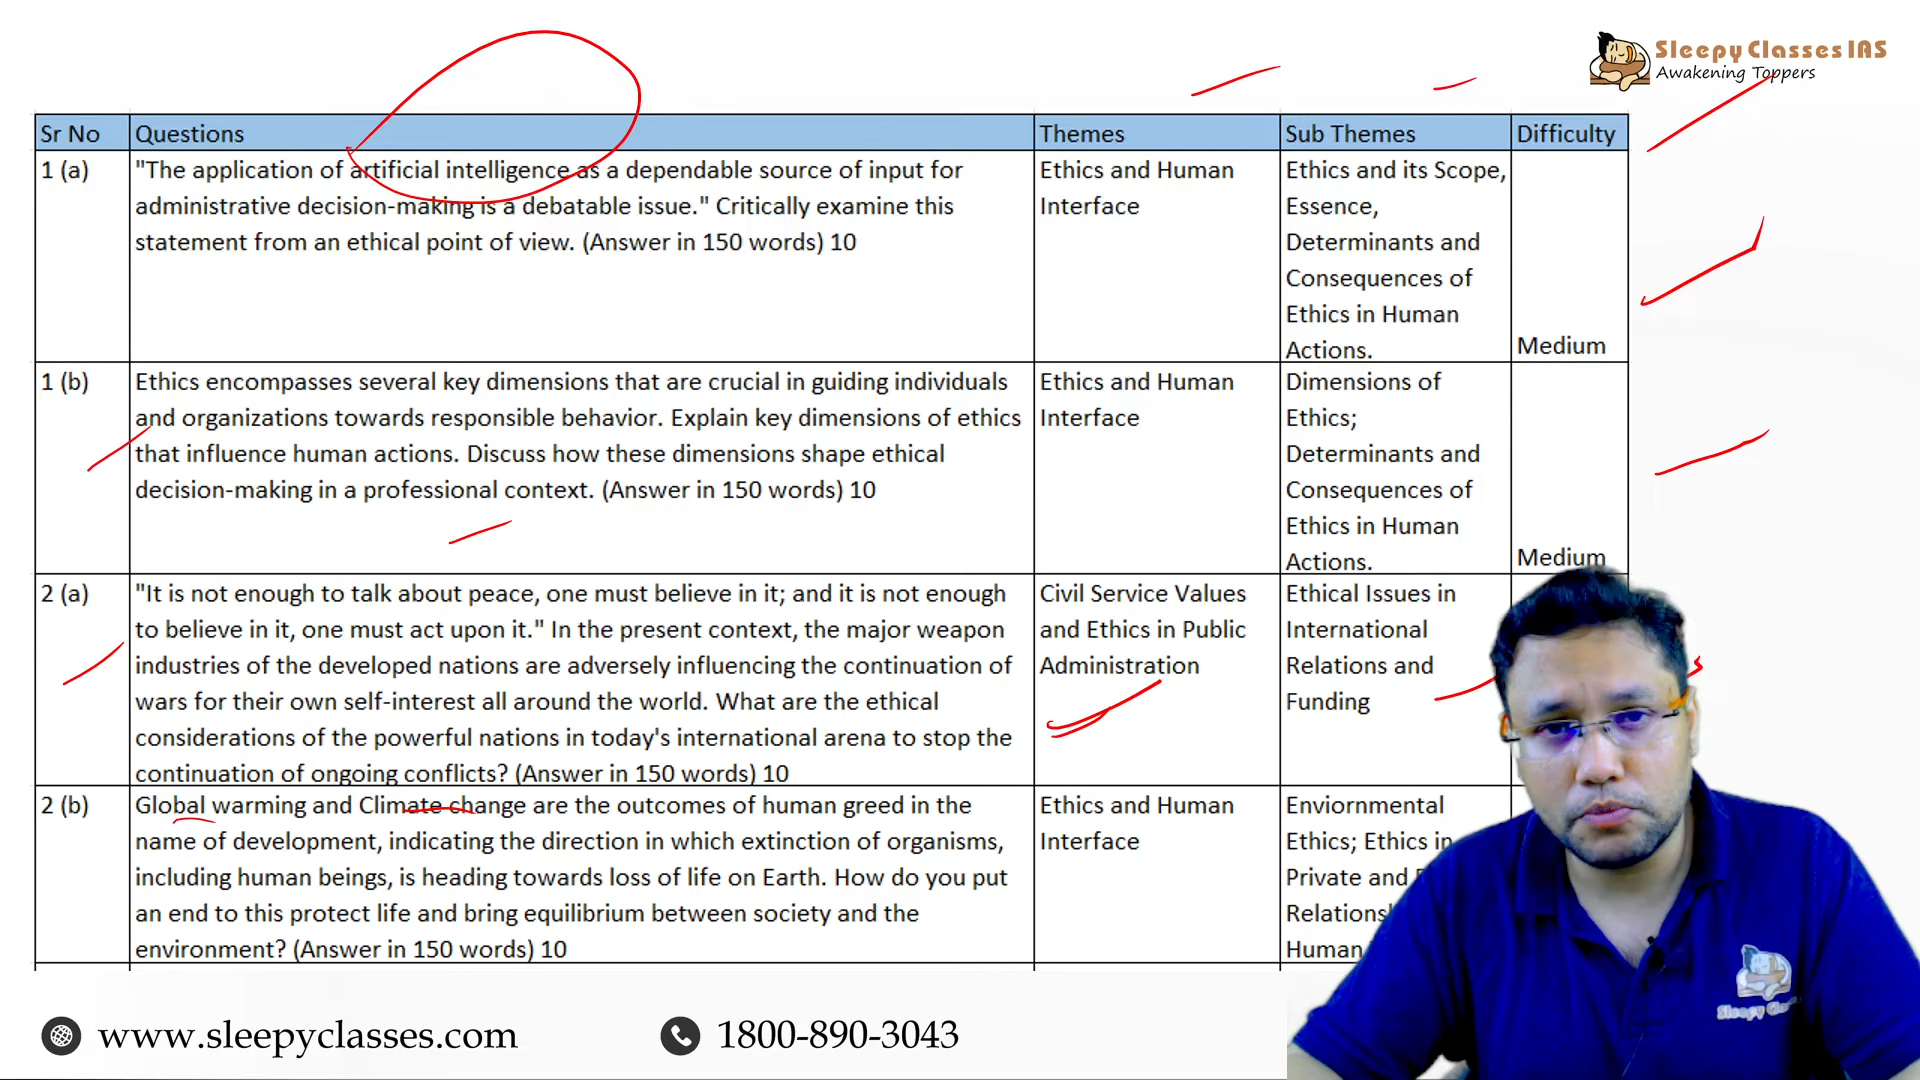 Sleepy Classes IAS
Awakening Toppers
Sr No Questions Themes Sub Themes Difficulty
1 (a)
"The application of artificial intelligence as a dependable source of input for
administrative decision-making is a debatable issue." Critically examine this
statement from an ethical point of view. (Answer in 150 words) 10
Ethics and Human
Interface
Ethics and its Scope,
Essence,
Determinants and
Consequences of
Ethics in Human
Actions.
Medium
1 (b)
Ethics encompasses several key dimensions that are crucial in guiding individuals
and organizations towards responsible behavior. Explain key dimensions of ethics
that influence human actions. Discuss how these dimensions shape ethical
decision-making in a professional context. (Answer in 150 words) 10
Ethics and Human
Interface
Dimensions of
Ethics;
Determinants and
Consequences of
Ethics in Human
Actions.
Medium
2 (a)
"It is not enough to talk about peace, one must believe in it; and it is not enough
to believe in it, one must act upon it." In the present context, the major weapon
industries of the developed nations are adversely influencing the continuation of
wars for their own self-interest all around the world. What are the ethical
considerations of the powerful nations in today's international arena to stop the
continuation of ongoing conflicts? (Answer in 150 words) 10
Civil Service Values
and Ethics in Public
Administration
Ethical Issues in
International
Relations and
Funding
2 (b)
Global warming and Climate change are the outcomes of human greed in the
name of development, indicating the direction in which extinction of organisms,
including human beings, is heading towards loss of life on Earth. How do you put
an end to this protect life and bring equilibrium between society and the
environment? (Answer in 150 words) 10
Ethics and Human
Interface
Enviornmental
Ethics; Ethics in
Private and
Human
www.sleepyclasses.com
1800-890-3043
Sleepy